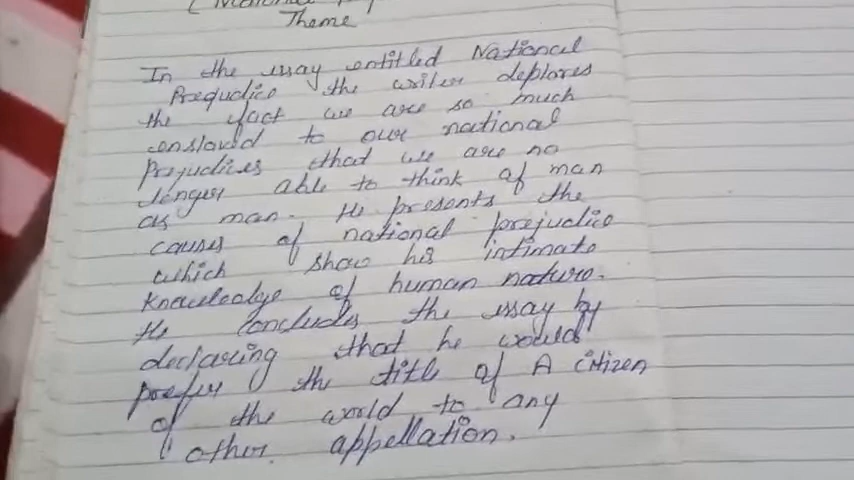 Theme
In the essay entitled National
Prejudice the writer deplores
the fact we are so much
enslaved to our national
Prejudices that we are no
longer able to think of man
as man. He presents the
causes of national prejudice
which show his intimate
knowledge of human nature.
He concludes the essay by
declaring that he would
prefer the title of A citizen
of the world to any
other appellation.